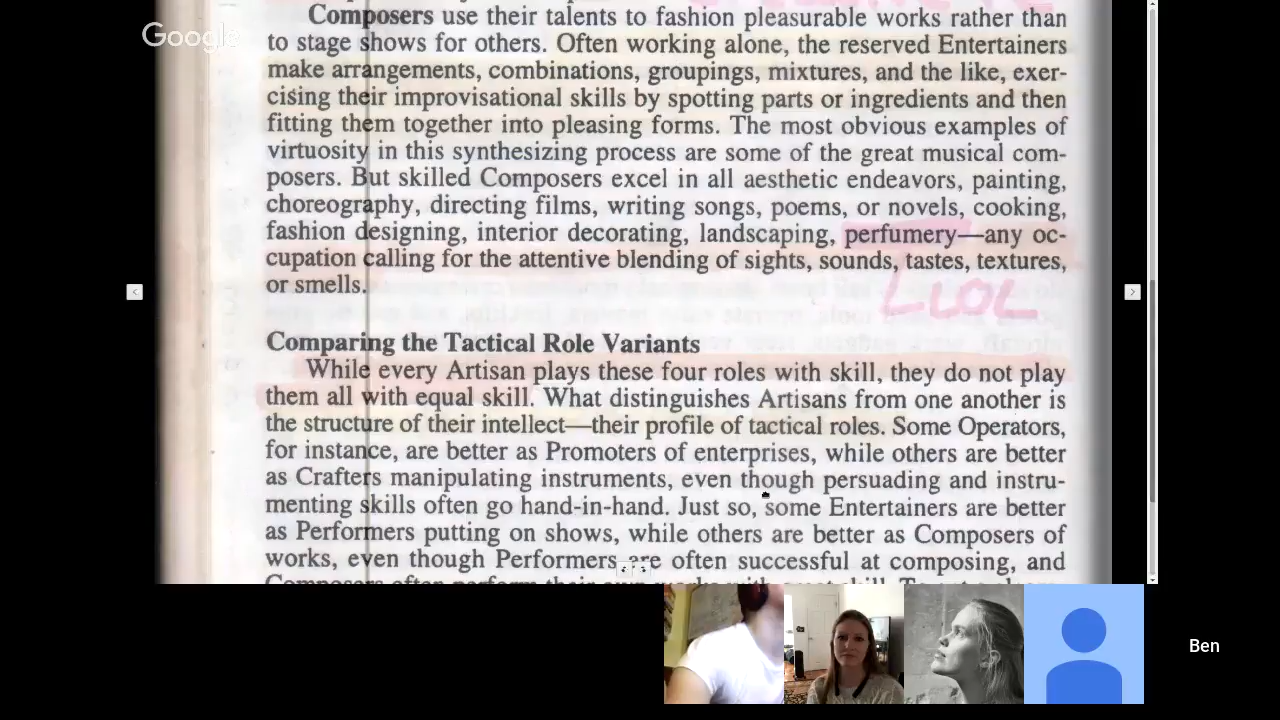 Composers use their talents to fashion pleasurable works rather than
to stage shows for others. Often working alone, the reserved Entertainers
make arrangements, combinations, groupings, mixtures, and the like, exer-
cising their improvisational skills by spotting parts or ingredients and then
fitting them together into pleasing forms. The most obvious examples of
virtuosity in this synthesizing process are some of the great musical com-
posers. But skilled Composers excel in all aesthetic endeavors, painting,
choreography, directing films, writing songs, poems, or novels, cooking,
fashion designing, interior decorating, landscaping, perfumery—any oc-
cupation calling for the attentive blending of sights, sounds, tastes, textures,
or smells.
Comparing the Tactical Role Variants
While every Artisan plays these four roles with skill, they do not play
them all with equal skill. What distinguishes Artisans from one another is
the structure of their intellect—their profile of tactical roles. Some Operators,
for instance, are better as Promoters of enterprises, while others are better
as Crafters manipulating instruments, even though persuading and instru-
menting skills often go hand-in-hand. Just so, some Entertainers are better
as Performers putting on shows, while others are better as Composers of
works, even though Performers are often successful at composing, and
Google
Ben